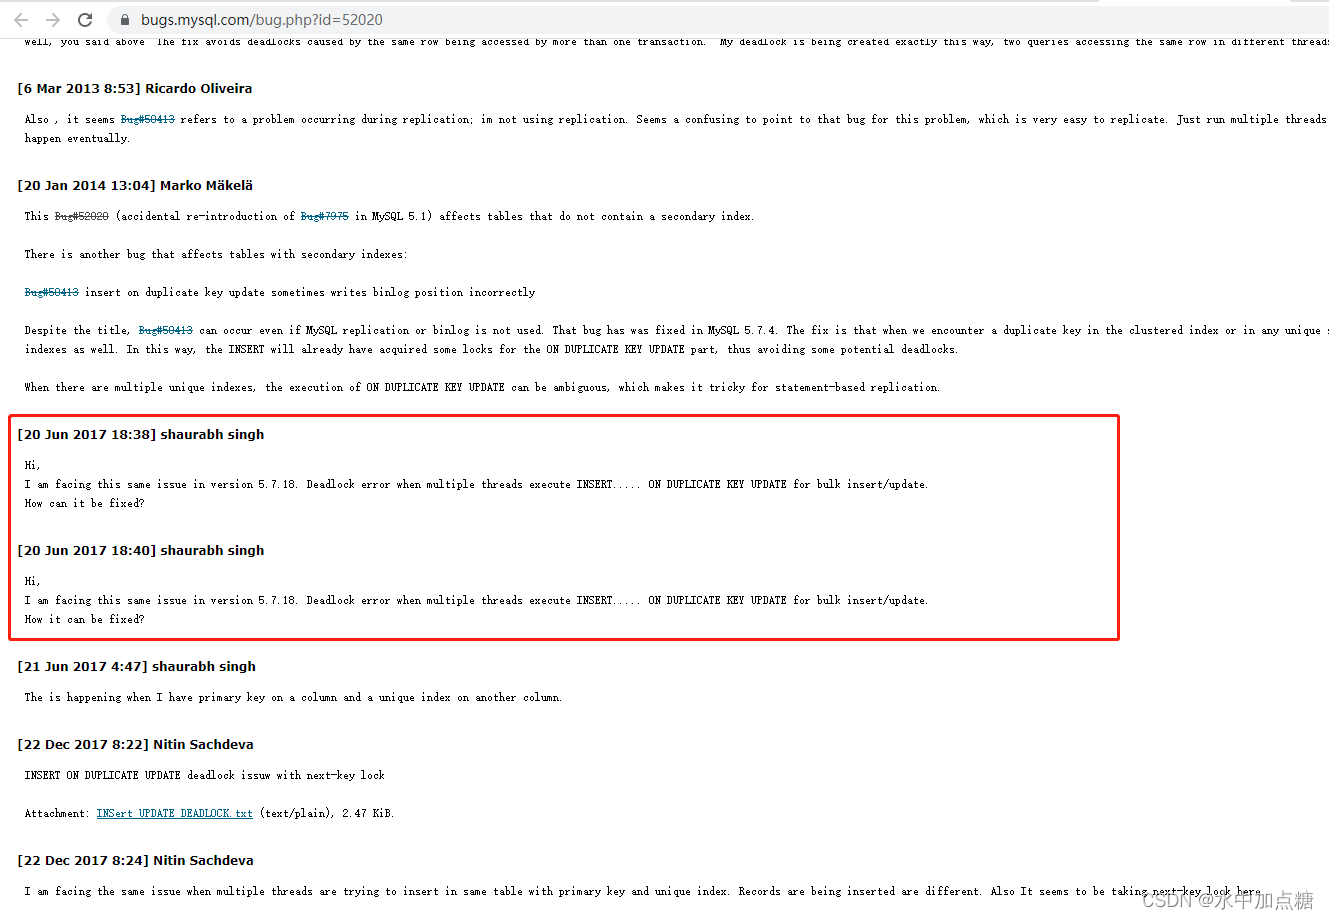 bugs.mysql.com/bug.php?id=52020
well, you said above "The fix avoids deadlocks caused by the same row being accessed by more than one transaction." My deadlock is being created exactly this way, two queries accessing the same row in different threads
[6 Mar 2013 8:53] Ricardo Oliveira
Also , it seems Bug#50413 refers to a problem occurring during replication; im not using replication. Seems a confusing to point to that bug for this problem, which is very easy to replicate. Just run multiple threads
happen eventually.
[20 Jan 2014 13:04] Marko Mäkelä
This Bug#52020 (accidental re-introduction of Bug#7975 in MySQL 5.1) affects tables that do not contain a secondary index.
There is another bug that affects tables with secondary indexes:
Bug#50413 insert on duplicate key update sometimes writes binlog position incorrectly
Despite the title, Bug#50413 can occur even if MySQL replication or binlog is not used. That bug has was fixed in MySQL 5.7.4. The fix is that when we encounter a duplicate key in the clustered index or in any unique
indexes as well. In this way, the INSERT will already have acquired some locks for the ON DUPLICATE KEY UPDATE part, thus avoiding some potential deadlocks.
When there are multiple unique indexes, the execution of ON DUPLICATE KEY UPDATE can be ambiguous, which makes it tricky for statement-based replication.
[20 Jun 2017 18:38] shaurabh singh
Hi,
I am facing this same issue in version 5.7.18. Deadlock error when multiple threads execute INSERT..... ON DUPLICATE KEY UPDATE for bulk insert/update.
How can it be fixed?
[20 Jun 2017 18:40] shaurabh singh
Hi,
I am facing this same issue in version 5.7.18. Deadlock error when multiple threads execute INSERT..... ON DUPLICATE KEY UPDATE for bulk insert/update.
How it can be fixed?
[21 Jun 2017 4:47] shaurabh singh
The is happening when I have primary key on a column and a unique index on another column.
[22 Dec 2017 8:22] Nitin Sachdeva
INSERT ON DUPLICATE UPDATE deadlock issuw with next-key lock
Attachment: INSert UPDATE DEADLOCK.txt (text/plain), 2.47 KiB.
[22 Dec 2017 8:24] Nitin Sachdeva
I am facing the same issue when multiple threads are trying to insert in same table with primary key and unique index. Records are being inserted are different. Also It seems to be taking next-key lock here
CSDN @水中加点糖